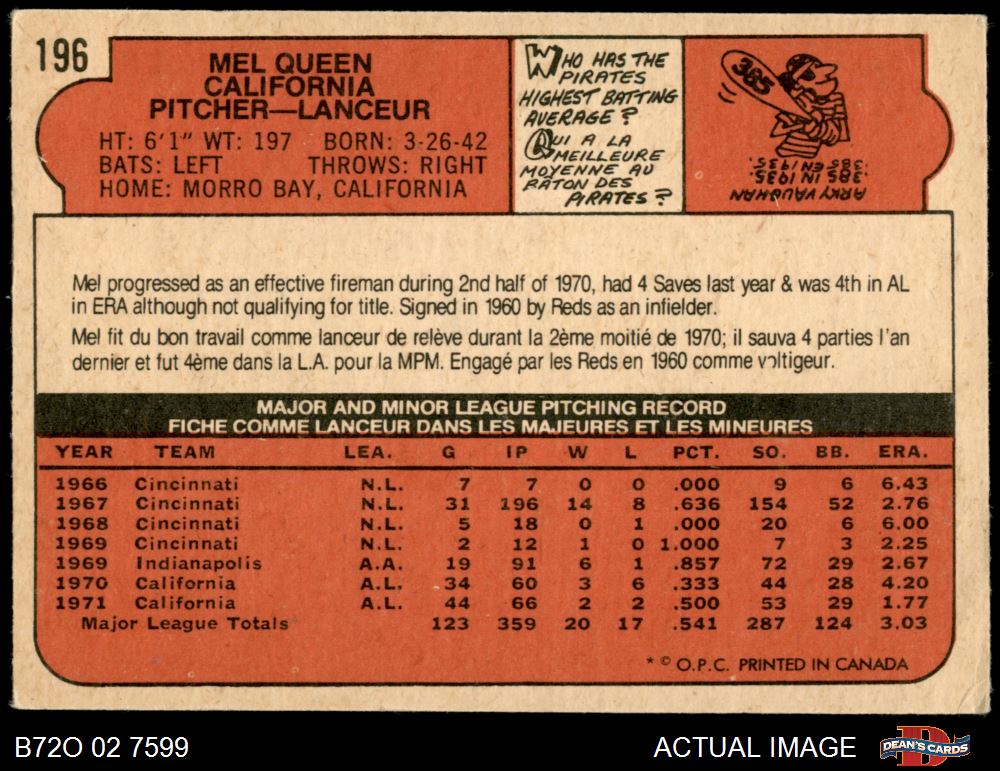 196
MEL QUEEN
CALIFORNIA
PITCHER—LANCEUR
HT: 6'1" WT: 197 BORN: 3-26-42
BATS: LEFT THROWS: RIGHT
HOME: MORRO BAY, CALIFORNIA
WHO HAS THE
PIRATES
HIGHEST BATTING
AVERAGE?
QUI A LA
MEILLEURE
MOYENNE AU
BÂTON DES
PIRATES?
385
ARKY VAUGHAN
.385 IN 1935.
.385 EN 1935.
Mel progressed as an effective fireman during 2nd half of 1970, had 4 Saves last year & was 4th in AL
in ERA although not qualifying for title. Signed in 1960 by Reds as an infielder.
Mel fit du bon travail comme lanceur de relève durant la 2ème moitié de 1970; il sauva 4 parties l'an
dernier et fut 4ème dans la L.A. pour la MPM. Engagé par les Reds en 1960 comme voltigeur.
MAJOR AND MINOR LEAGUE PITCHING RECORD
FICHE COMME LANCEUR DANS LES MAJEURES ET LES MINEURES
YEAR TEAM LEA. G IP W L PCT. SO. BB. ERA.
1966 Cincinnati N.L. 7 7 0 0 .000 9 6 6.43
1967 Cincinnati N.L. 31 196 14 8 .636 154 52 2.76
1968 Cincinnati N.L. 5 18 0 1 .000 20 6 6.00
1969 Cincinnati N.L. 2 12 1 0 1.000 7 3 2.25
1969 Indianapolis A.A. 19 91 6 1 .857 72 29 2.67
1970 California A.L. 34 60 3 6 .333 44 28 4.20
1971 California A.L. 44 66 2 2 .500 53 29 1.77
Major League Totals 123 359 20 17 .541 287 124 3.03
* © O.P.C. PRINTED IN CANADA
B72O 02 7599
ACTUAL IMAGE
DEAN'S CARDS